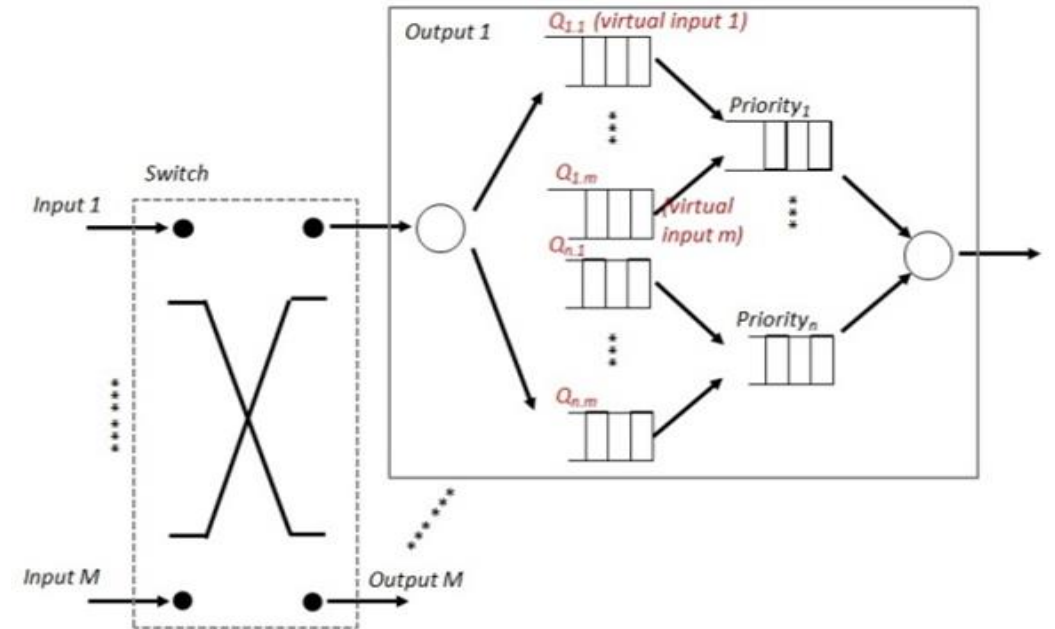 Output 1
Q1.1 (virtual input 1)
Priority1
Switch
Input 1
Q1.m
(virtual
input m)
Qn.1
Priorityn
Qn.m
Input M
Output M